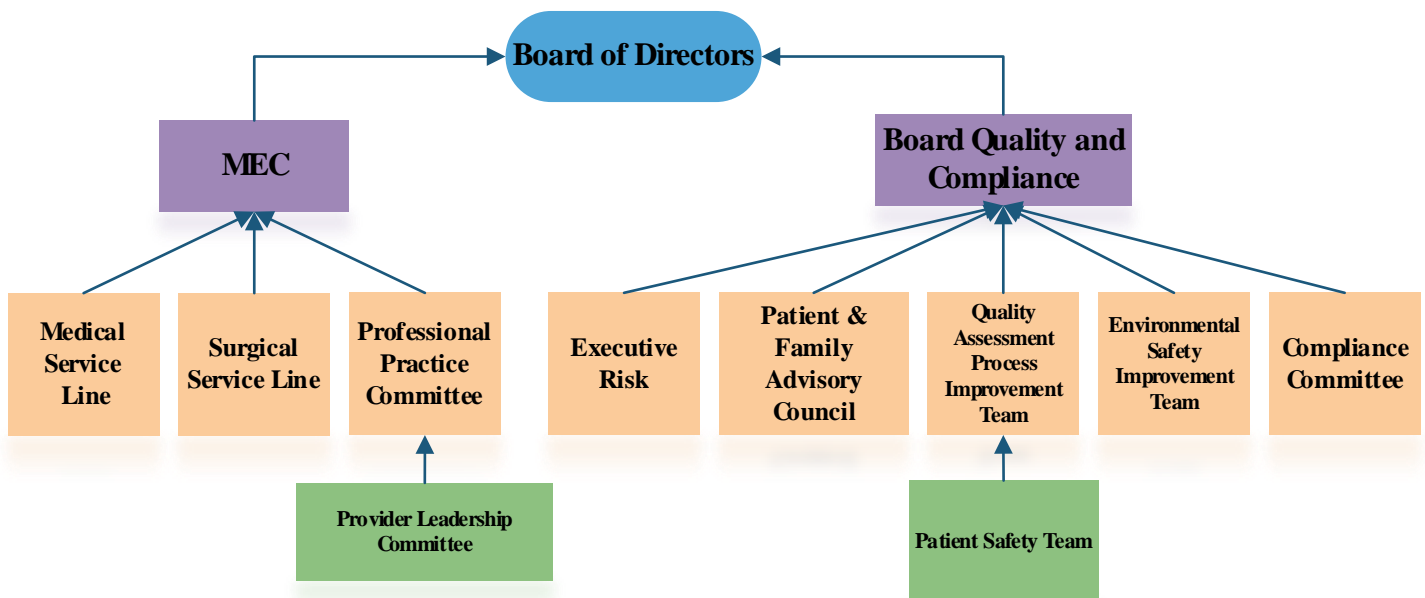 Board of Directors
MEC
Board Quality and
Compliance
Medical
Service
Line
Surgical
Service Line
Professional
Practice
Committee
Executive
Risk
Patient &
Family
Advisory
Council
Quality
Assessment
Process
Improvement
Team
Environmental
Safety
Improvement
Team
Compliance
Committee
Provider Leadership
Committee
Patient Safety Team